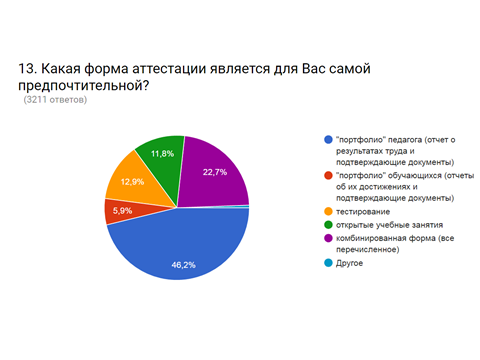 13. Какая форма аттестации является для Вас самой
предпочтительной?
(3211 ответов)
11,8%
22,7%
12,9%
5,9%
46,2%
"портфолио" педагога (отчет о
результатах труда и
подтверждающие документы)
"портфолио" обучающихся (отчеты
об их достижениях и
подтверждающие документы)
тестирование
открытые учебные занятия
комбинированная форма (все
перечисленное)
Другое